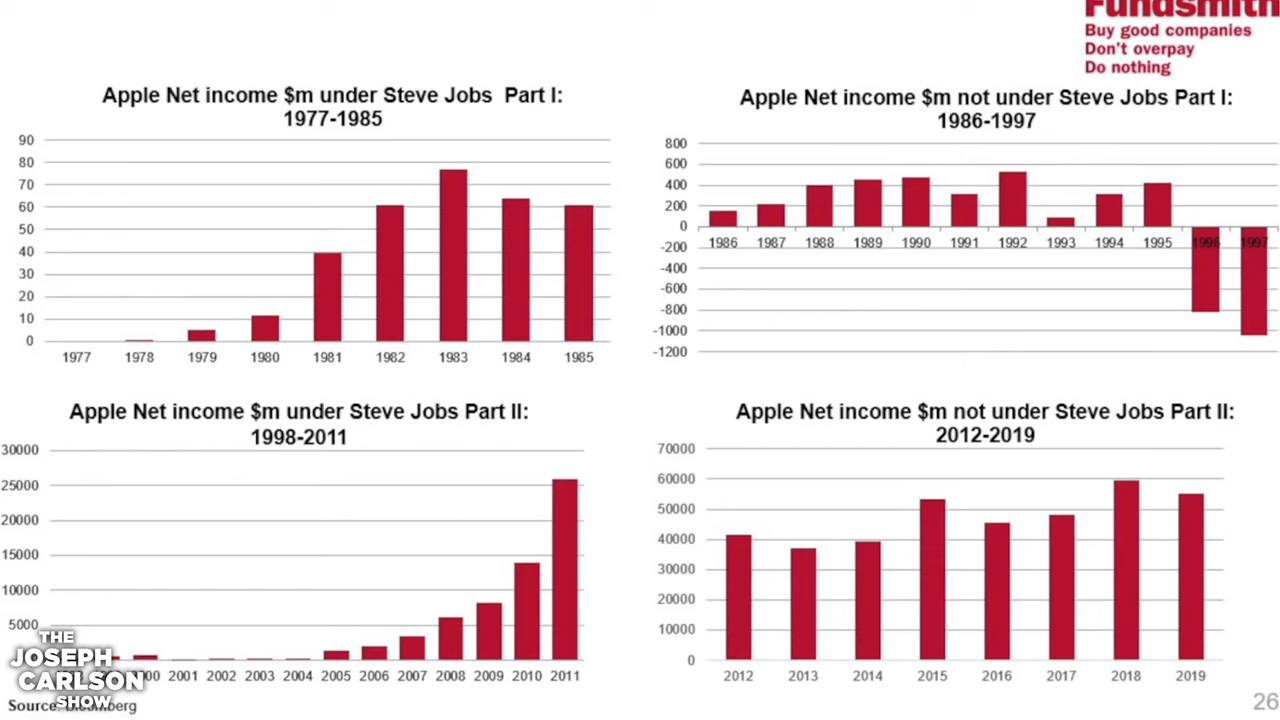 Fundsmith
Buy good companies
Don't overpay
Do nothing
Apple Net income $m under Steve Jobs Part I:
1977-1985
90
80
70
60
50
40
30
20
10
0
1977 1978 1979 1980 1981 1982 1983 1984 1985
Apple Net income $m not under Steve Jobs Part I:
1986-1997
800
600
400
200
0
1986 1987 1988 1989 1990 1991 1992 1993 1994 1995 1996 1997
-200
-400
-600
-800
-1000
-1200
Apple Net income $m under Steve Jobs Part II:
1998-2011
30000
25000
20000
15000
10000
5000
2001 2002 2003 2004 2005 2006 2007 2008 2009 2010 2011
Apple Net income $m not under Steve Jobs Part II:
2012-2019
70000
60000
50000
40000
30000
20000
10000
0
2012 2013 2014 2015 2016 2017 2018 2019
THE
JOSEPH
CARLSON
SHOW
Source: Bloomberg
26